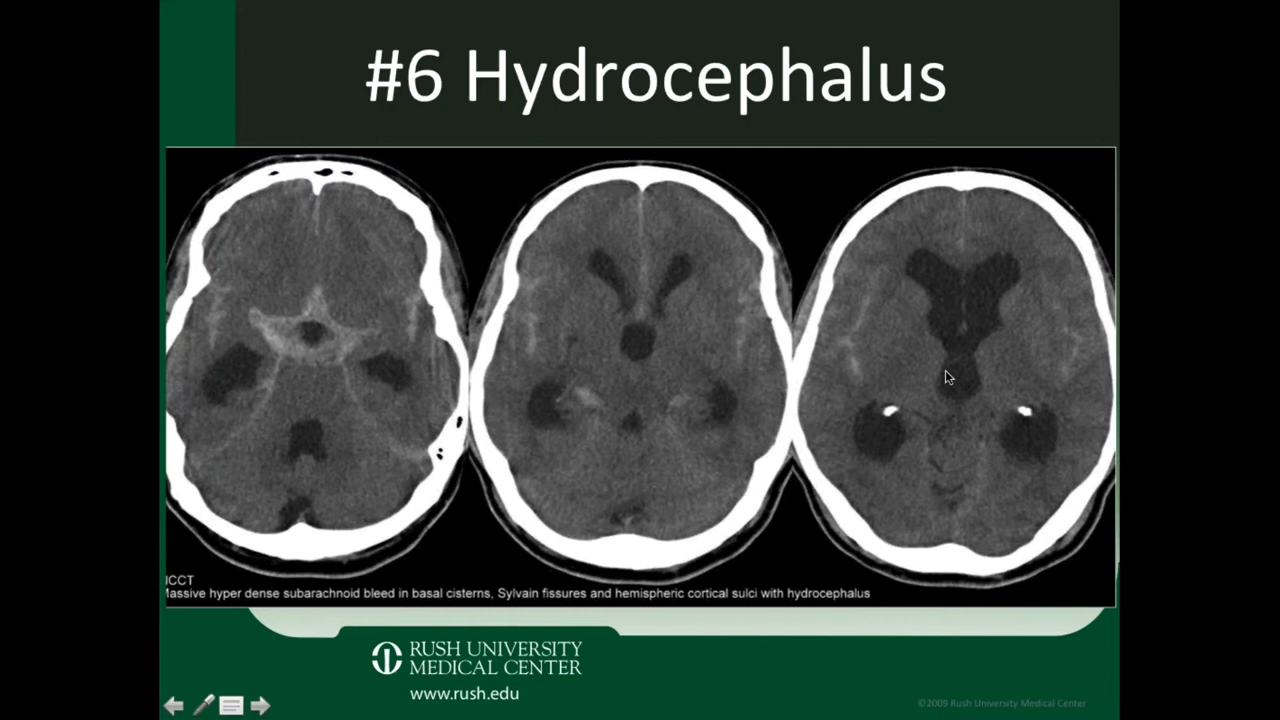 #6 Hydrocephalus
ICCT
Massive hyper dense subarachnoid bleed in basal cisterns, Sylvain fissures and hemispheric cortical sulci with hydrocephalus
RUSH UNIVERSITY
MEDICAL CENTER
www.rush.edu
©2009 Rush University Medical Center